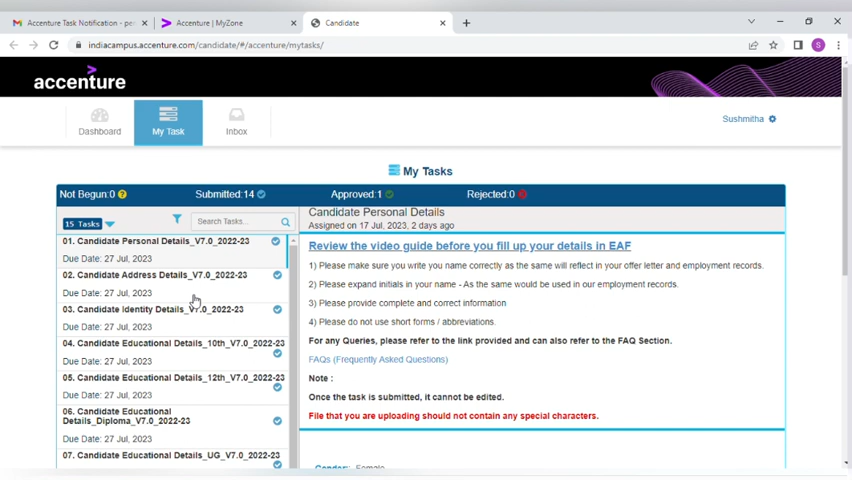 Accenture Task Notification - per
Accenture | MyZone
Candidate
indiacampus.accenture.com/candidate/#/accenture/mytasks/
S
accenture
Dashboard
My Task
Inbox
Sushmitha
My Tasks
Not Begun:0
Submitted:14
Approved:1
Rejected:0
15 Tasks
Search Tasks...
01. Candidate Personal Details_V7.0_2022-23
Due Date: 27 Jul, 2023
02. Candidate Address Details_V7.0_2022-23
Due Date: 27 Jul, 2023
03. Candidate Identity Details_V7.0_2022-23
Due Date: 27 Jul, 2023
04. Candidate Educational Details_10th_V7.0_2022-23
Due Date: 27 Jul, 2023
05. Candidate Educational Details_12th_V7.0_2022-23
Due Date: 27 Jul, 2023
06. Candidate Educational
Details_Diploma_V7.0_2022-23
Due Date: 27 Jul, 2023
07. Candidate Educational Details_UG_V7.0_2022-23
Candidate Personal Details
Assigned on 17 Jul, 2023, 2 days ago
Review the video guide before you fill up your details in EAF
1) Please make sure you write you name correctly as the same will reflect in your offer letter and employment records.
2) Please expand initials in your name - As the same would be used in our employment records.
3) Please provide complete and correct information
4) Please do not use short forms / abbreviations.
For any Queries, please refer to the link provided and can also refer to the FAQ Section.
FAQs (Frequently Asked Questions)
Note :
Once the task is submitted, it cannot be edited.
File that you are uploading should not contain any special characters.
Gender: Female